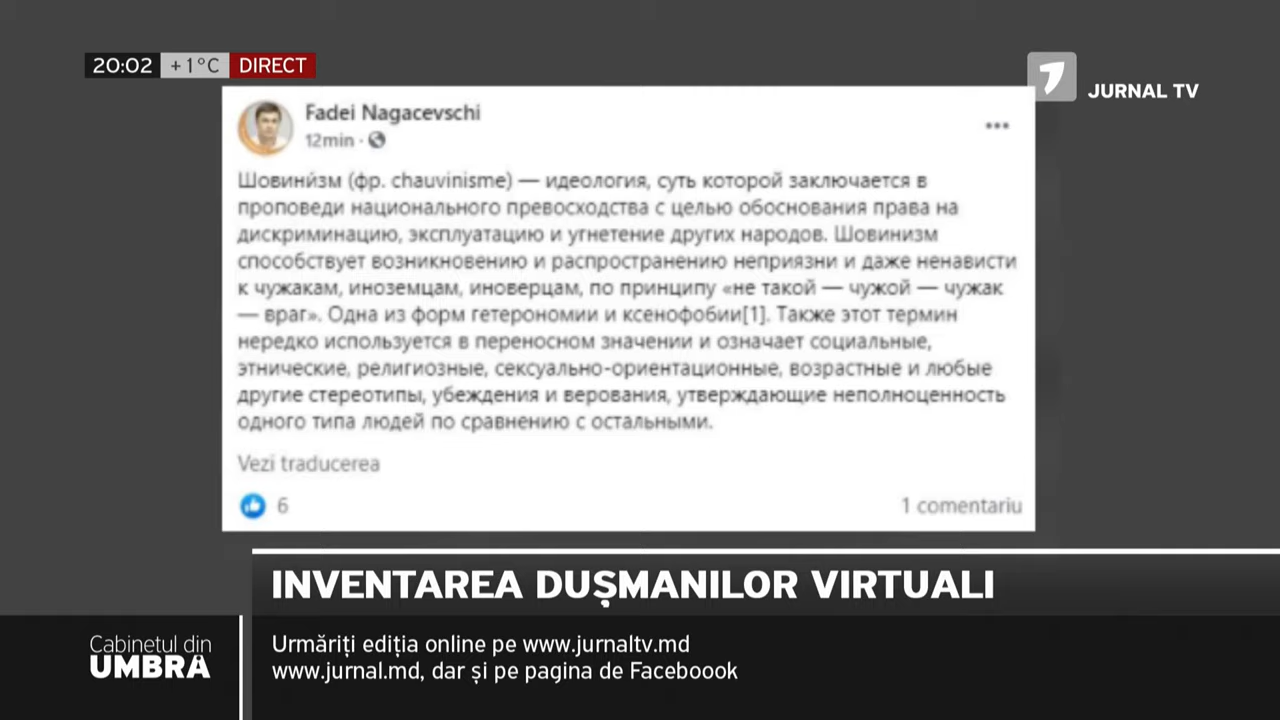 20:02 +1°C DIRECT
JURNAL TV
Fadei Nagacevschi
12min ·
Шовини́зм (фр. chauvinisme) — идеология, суть которой заключается в
проповеди национального превосходства с целью обоснования права на
дискриминацию, эксплуатацию и угнетение других народов. Шовинизм
способствует возникновению и распространению неприязни и даже ненависти
к чужакам, иноземцам, иноверцам, по принципу «не такой — чужой — чужак
— враг». Одна из форм гетерономии и ксенофобии[1]. Также этот термин
нередко используется в переносном значении и означает социальные,
этнические, религиозные, сексуально-ориентационные, возрастные и любые
другие стереотипы, убеждения и верования, утверждающие неполноценность
одного типа людей по сравнению с остальными.
Vezi traducerea
6 1 comentariu
INVENTAREA DUȘMANILOR VIRTUALI
Cabinetul din
UMBRĂ
Urmăriți ediția online pe www.jurnaltv.md
www.jurnal.md, dar și pe pagina de Faceboook